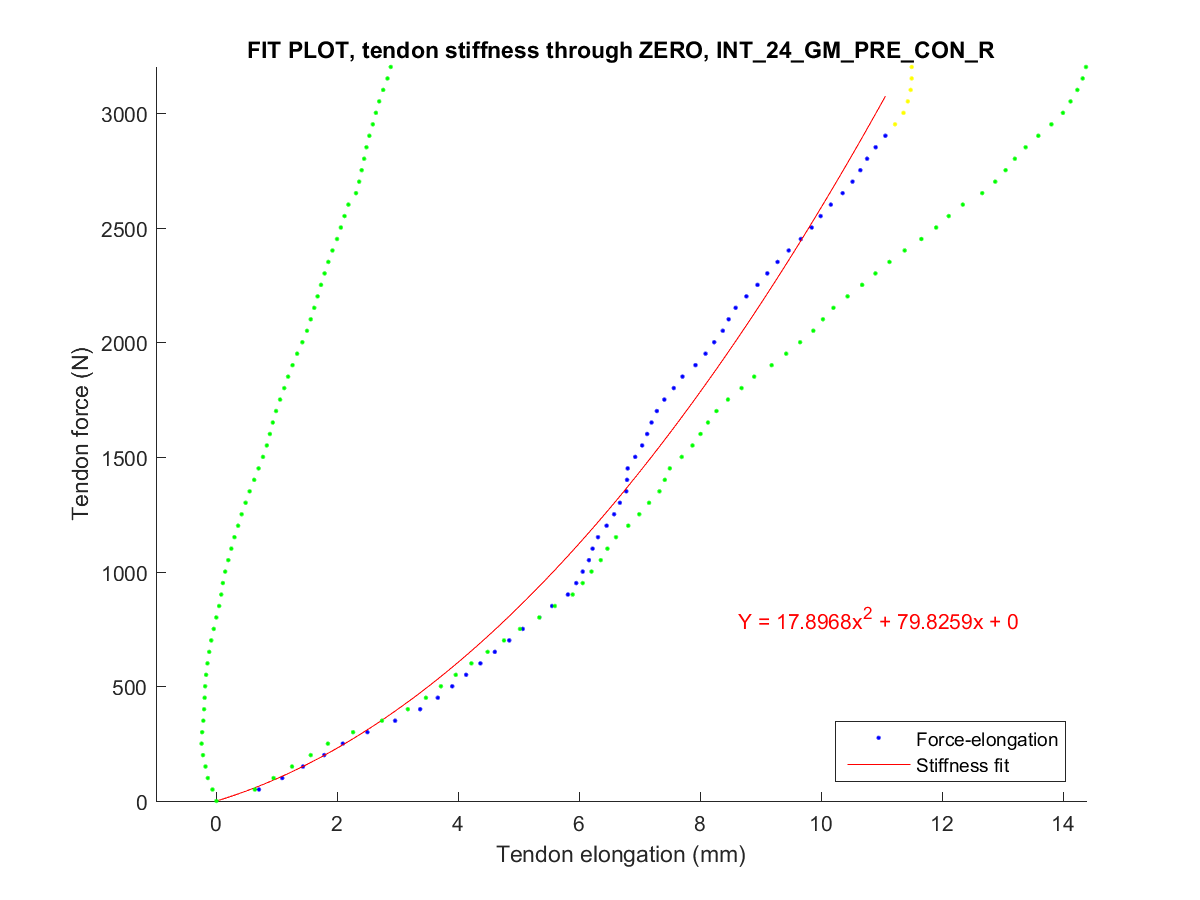 FIT PLOT, tendon stiffness through ZERO, INT_24_GM_PRE_CON_R
3000
2500
2000
1500
1000
500
0
Tendon force (N)
Y = 17.8968x² + 79.8259x + 0
Force-elongation
Stiffness fit
0 2 4 6 8 10 12 14
Tendon elongation (mm)